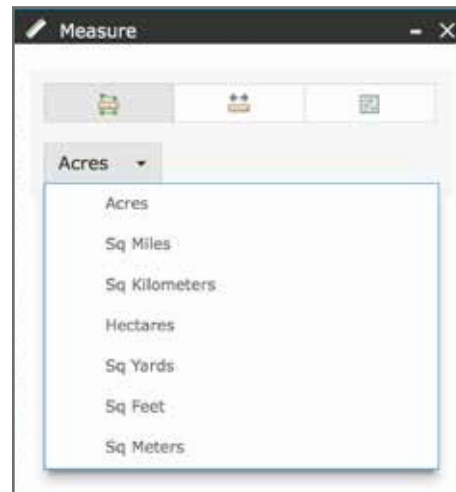 Measure
Acres
Acres
Sq Miles
Sq Kilometers
Hectares
Sq Yards
Sq Feet
Sq Meters